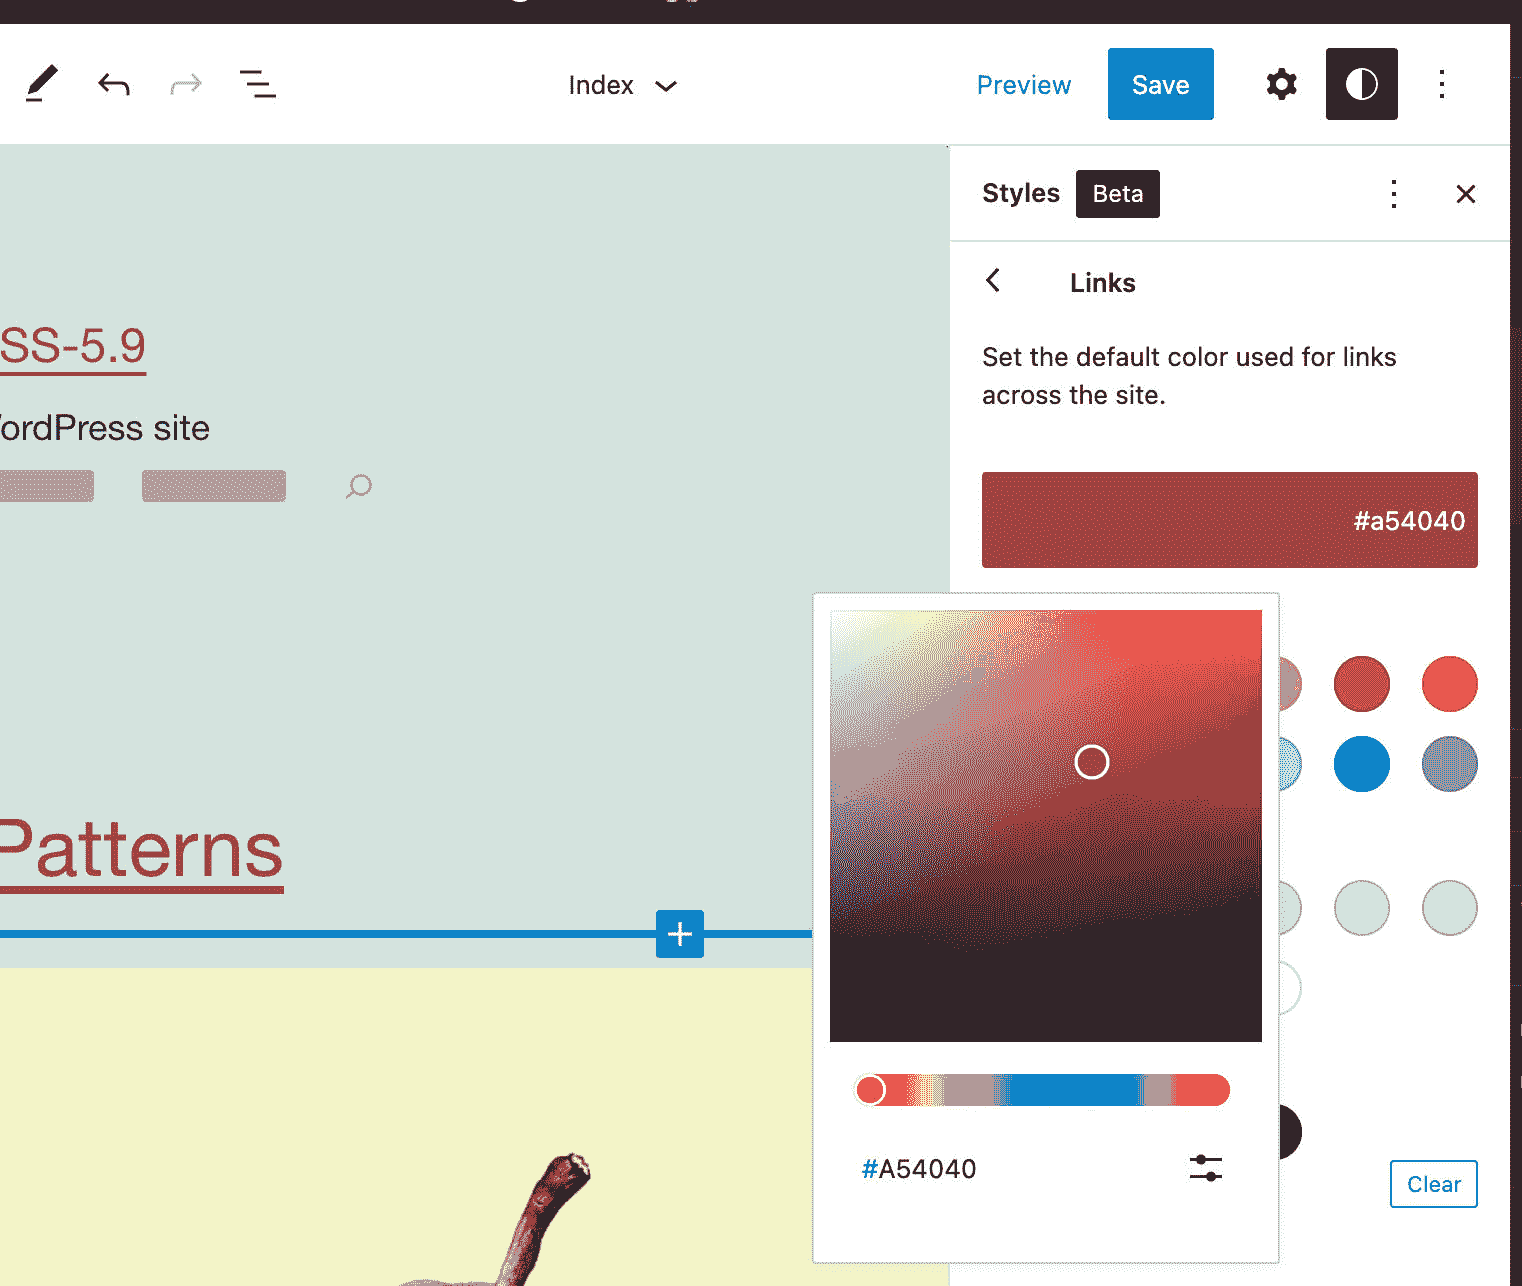 Index
Preview
Save
Styles
Beta
Links
Set the default color used for links
across the site.
SS-5.9
ordPress site
#a54040
Patterns
#A54040
Clear